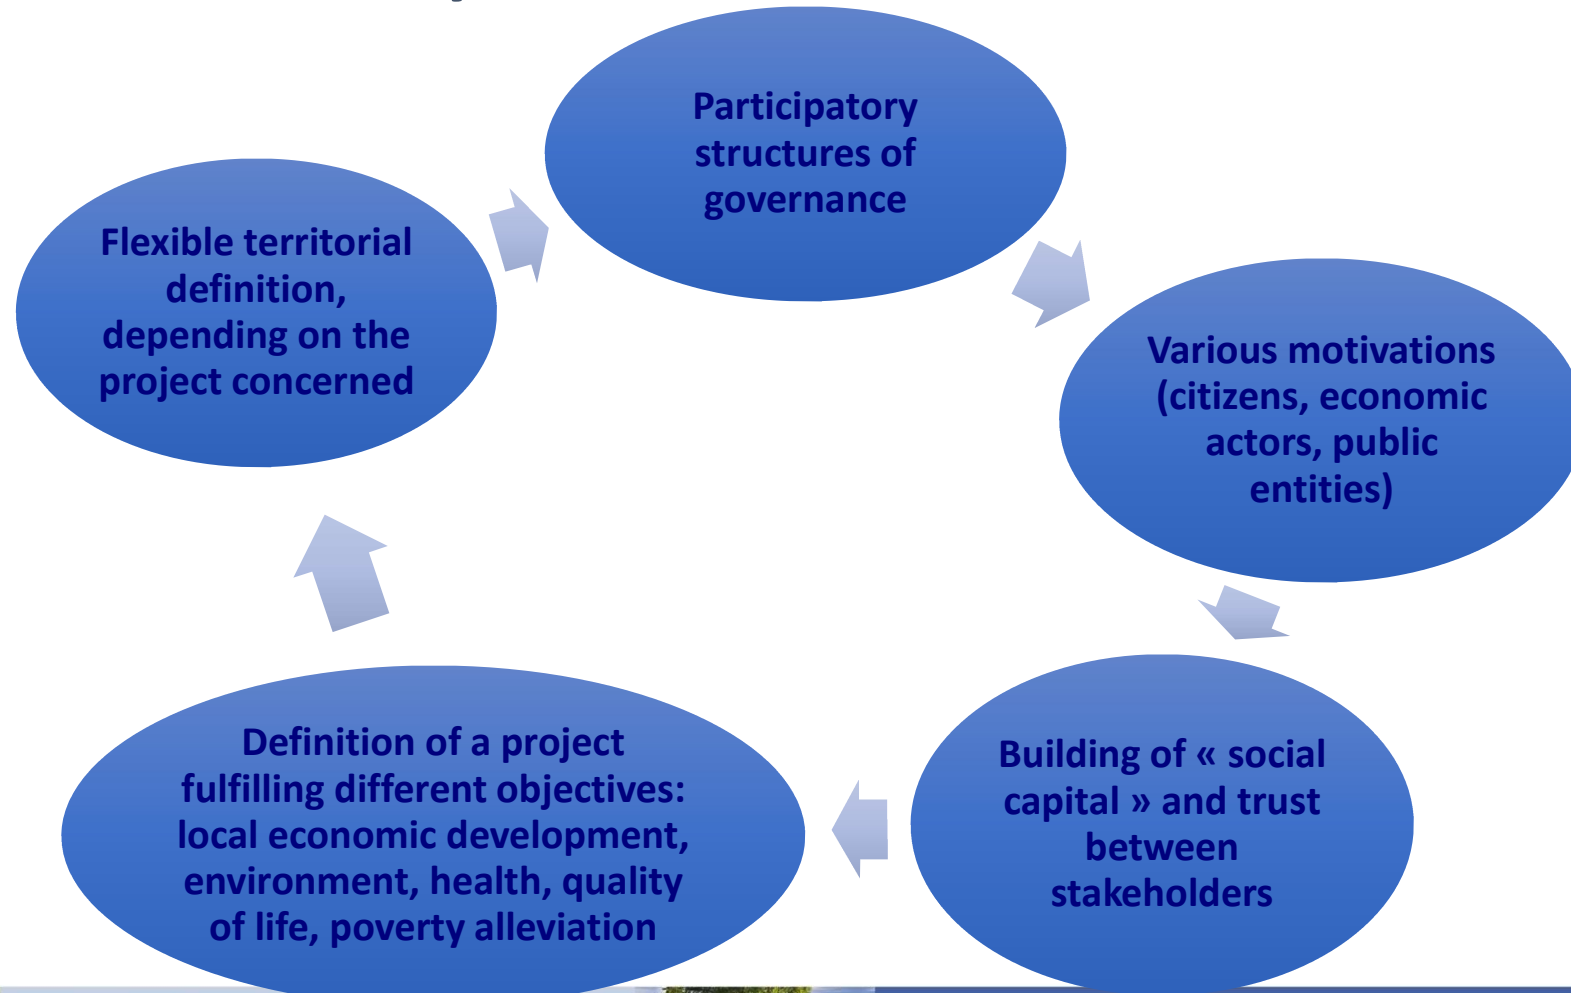 Participatory
structures of
governance
Flexible territorial
definition,
depending on the
project concerned
Various motivations
(citizens, economic
actors, public
entities)
Building of « social
capital » and trust
between
stakeholders
Definition of a project
fulfilling different objectives:
local economic development,
environment, health, quality
of life, poverty alleviation